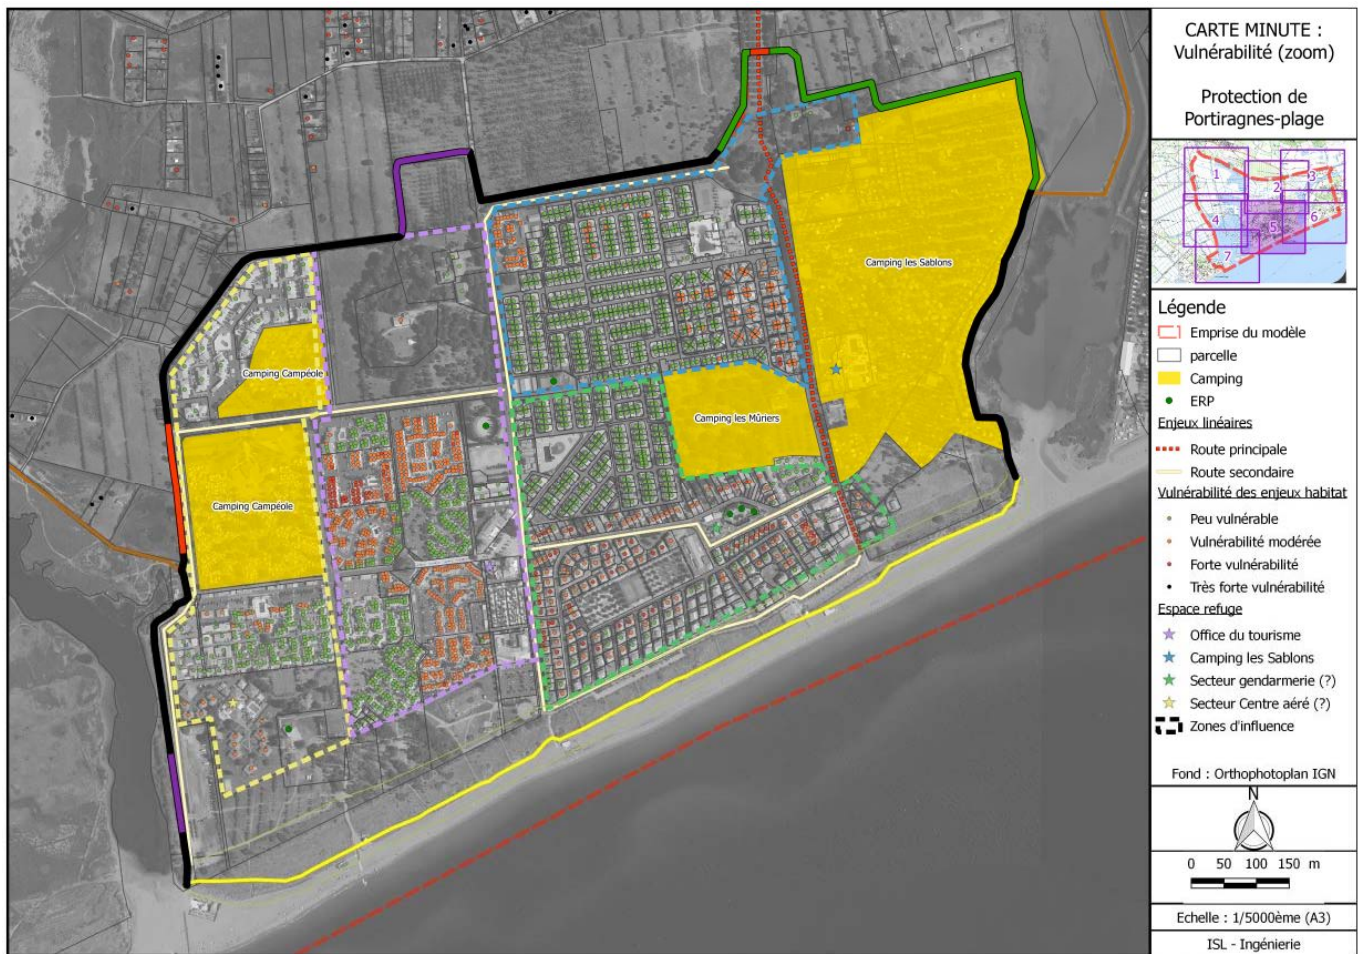 CARTE MINUTE :
Vulnérabilité (zoom)
Protection de
Portiragnes-plage
1
2
3
4
5
6
7
Légende
Emprise du modèle
parcelle
Camping
ERP
Enjeux linéaires
Route principale
Route secondaire
Vulnérabilité des enjeux habitat
Peu vulnérable
Vulnérabilité modérée
Forte vulnérabilité
Très forte vulnérabilité
Espace refuge
Office du tourisme
Camping les Sablons
Secteur gendarmerie (?)
Secteur Centre aéré (?)
Zones d'influence
Fond : Orthophotoplan IGN
N
0 50 100 150 m
Echelle : 1/5000ème (A3)
ISL - Ingénierie
Camping les Sablons
Camping Campéole
Camping les Mûriers
Camping Campéole